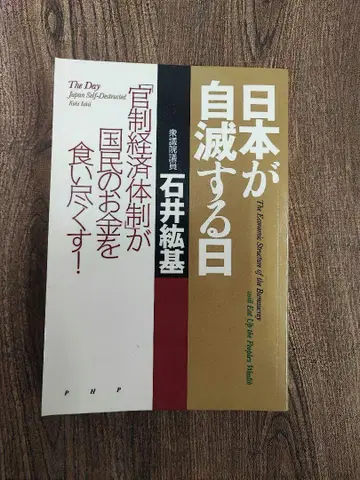 日本が
自滅する日
The Economic Structure of the Bureaucracy
will Eat Up the People's Wealth
衆議院議員
石井紘基
The Day
Japan Self-Destructed
Koki Ishii
「官制経済体制」が
国民のお金を
食い尽くす!
PHP